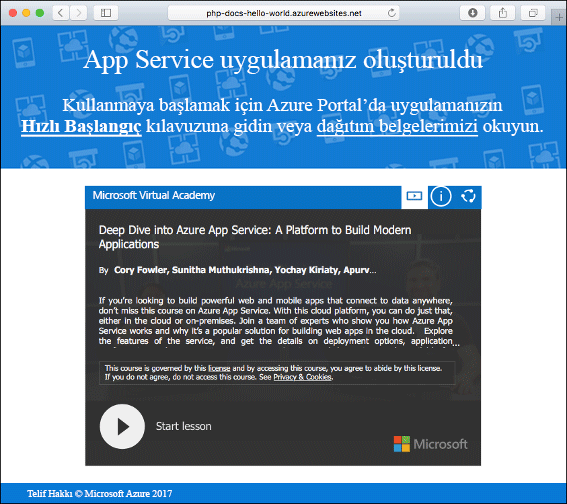 php-docs-hello-world.azurewebsites.net
App Service uygulamanız oluşturuldu
Kullanmaya başlamak için Azure Portal’da uygulamanızın
Hızlı Başlangıç kılavuzuna gidin veya dağıtım belgelerimizi okuyun.
Microsoft Virtual Academy
Deep Dive into Azure App Service: A Platform to Build Modern
Applications
By Cory Fowler, Sunitha Muthukrishna, Yochay Kiriaty, Apurv...
If you’re looking to build powerful web and mobile apps that connect to data anywhere,
don’t miss this course on Azure App Service. With this cloud platform, you can do just that,
either in the cloud or on-premises. Join a team of experts who show you how Azure App
Service works and why it’s a popular solution for building web apps in the cloud. Explore
the features of the service, and get the details on deployment options, application
This course is governed by this license and by accessing this course, you agree to abide by this license.
If you do not agree, do not access this course. See Privacy & Cookies.
Start lesson
Microsoft
Telif Hakkı © Microsoft Azure 2017